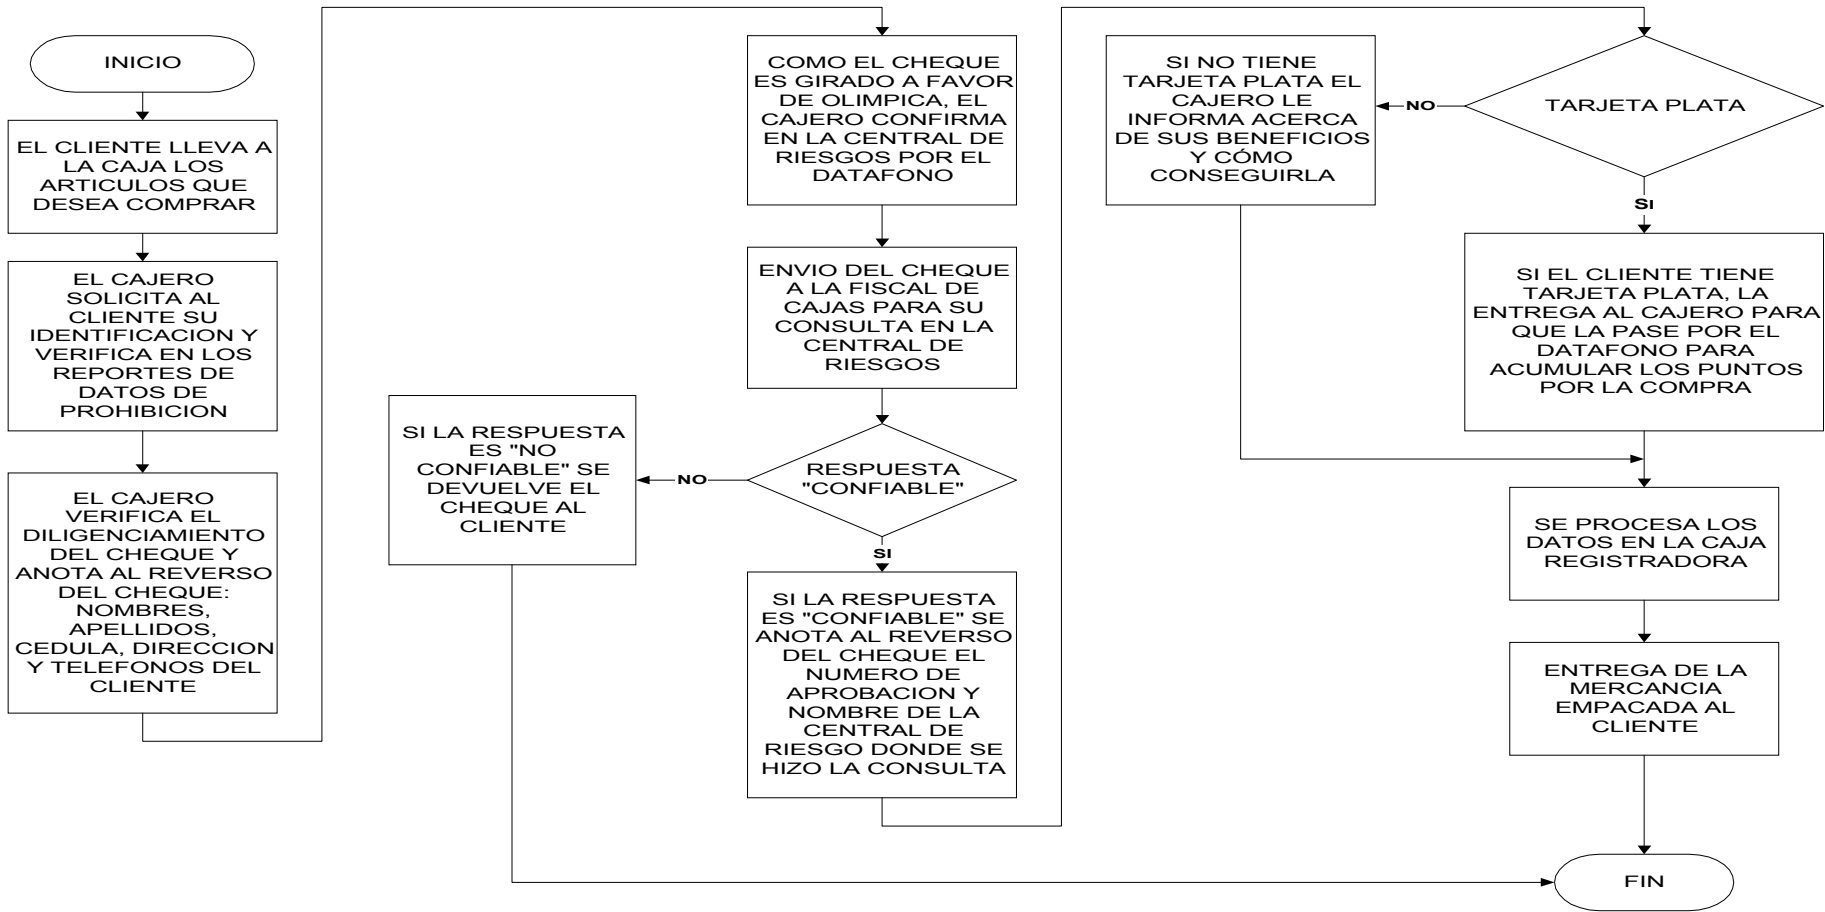 INICIO
EL CLIENTE LLEVA A
LA CAJA LOS
ARTICULOS QUE
DESEA COMPRAR
EL CAJERO
SOLICITA AL
CLIENTE SU
IDENTIFICACION Y
VERIFICA EN LOS
REPORTES DE
DATOS DE
PROHIBICION
EL CAJERO
VERIFICA EL
DILIGENCIAMIENTO
DEL CHEQUE Y
ANOTA AL REVERSO
DEL CHEQUE:
NOMBRES,
APELLIDOS,
CEDULA, DIRECCION
Y TELEFONOS DEL
CLIENTE
COMO EL CHEQUE
ES GIRADO A FAVOR
DE OLIMPICA, EL
CAJERO CONFIRMA
EN LA CENTRAL DE
RIESGOS POR EL
DATAFONO
ENVIO DEL CHEQUE
A LA FISCAL DE
CAJAS PARA SU
CONSULTA EN LA
CENTRAL DE
RIESGOS
RESPUESTA
"CONFIABLE"
NO
SI LA RESPUESTA
ES "NO
CONFIABLE" SE
DEVUELVE EL
CHEQUE AL
CLIENTE
SI
SI LA RESPUESTA
ES "CONFIABLE" SE
ANOTA AL REVERSO
DEL CHEQUE EL
NUMERO DE
APROBACION Y
NOMBRE DE LA
CENTRAL DE
RIESGO DONDE SE
HIZO LA CONSULTA
TARJETA PLATA
NO
SI NO TIENE
TARJETA PLATA EL
CAJERO LE
INFORMA ACERCA
DE SUS BENEFICIOS
Y CÓMO
CONSEGUIRLA
SI
SI EL CLIENTE TIENE
TARJETA PLATA, LA
ENTREGA AL CAJERO PARA
QUE LA PASE POR EL
DATAFONO PARA
ACUMULAR LOS PUNTOS
POR LA COMPRA
SE PROCESA LOS
DATOS EN LA CAJA
REGISTRADORA
ENTREGA DE LA
MERCANCIA
EMPACADA AL
CLIENTE
FIN